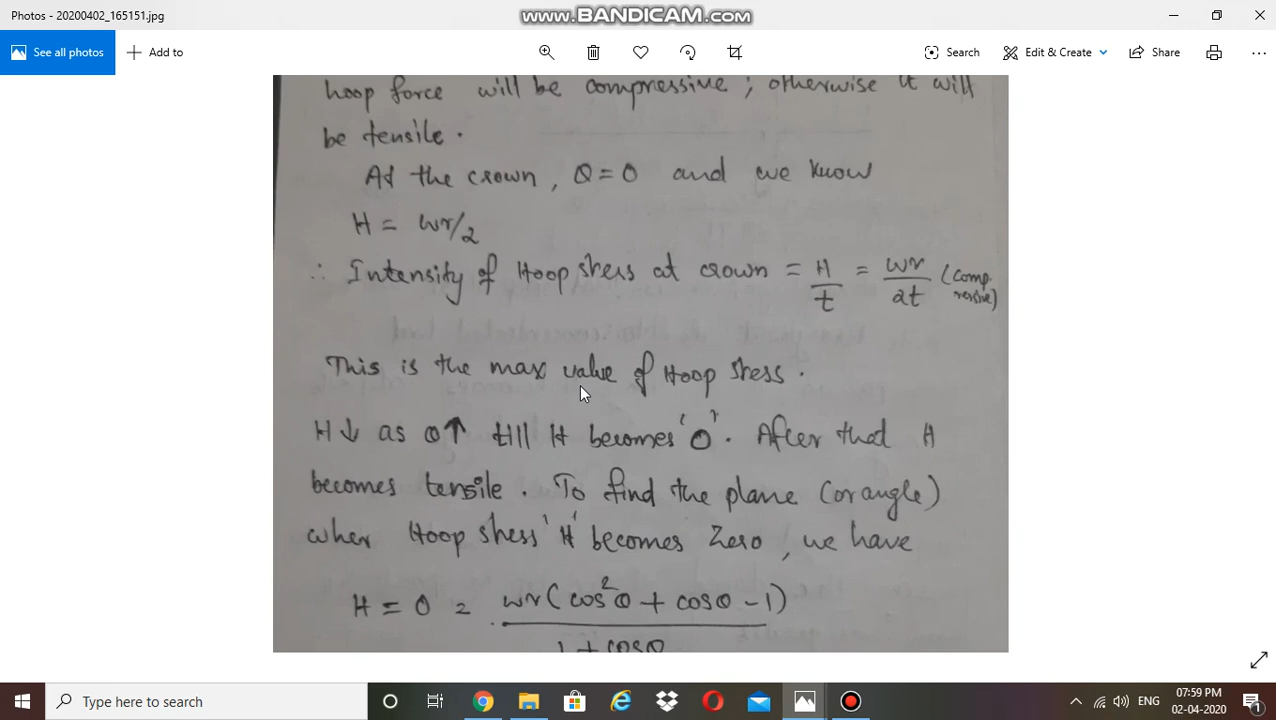 Photos - 20200402_165151.jpg
www.BANDICAM.com
See all photos
Add to
Search
Edit & Create
Share
hoop force will be compressive ; otherwise it will
be tensile .
At the crown , θ = 0 and we know
H = wr/2
∴ Intensity of Hoop stress at crown = H/t = wr/2t (compressive)
This is the max value of Hoop stress .
H↓ as θ↑ till H becomes '0' . After that H
becomes tensile . To find the plane (or angle)
when Hoop stress 'H' becomes Zero , we have
H = 0 = wr(cos²θ + cosθ - 1)
1 + cosθ
Type here to search
ENG
07:59 PM
02-04-2020
1